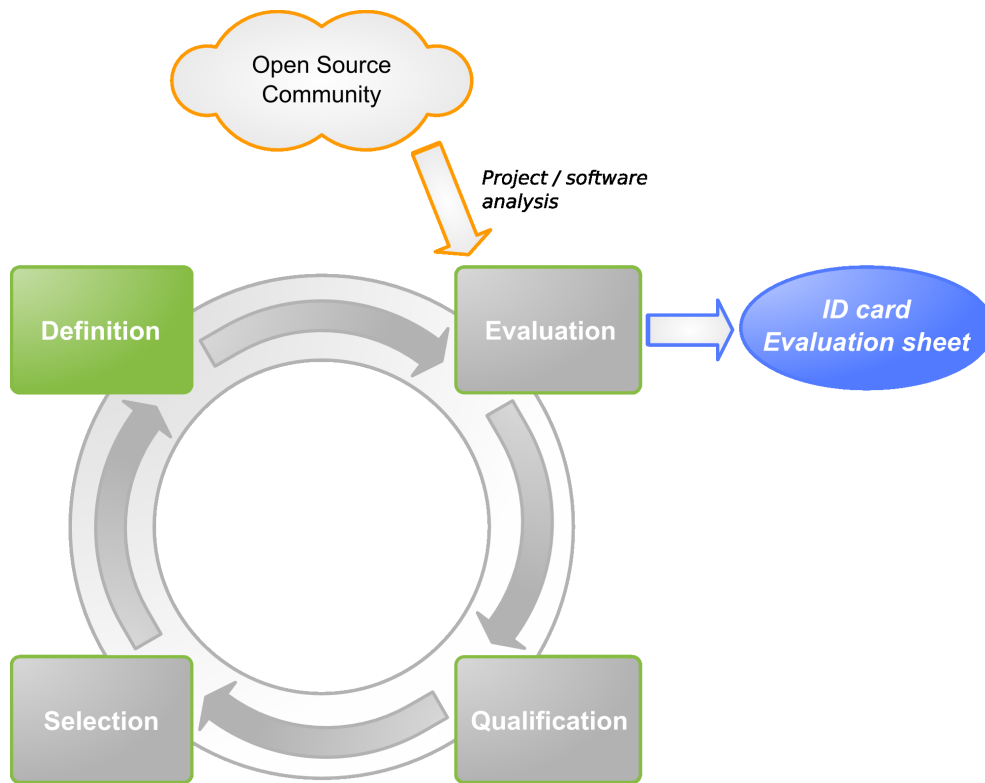 Open Source
Community
Project / software
analysis
Definition
Evaluation
ID card
Evaluation sheet
Selection
Qualification